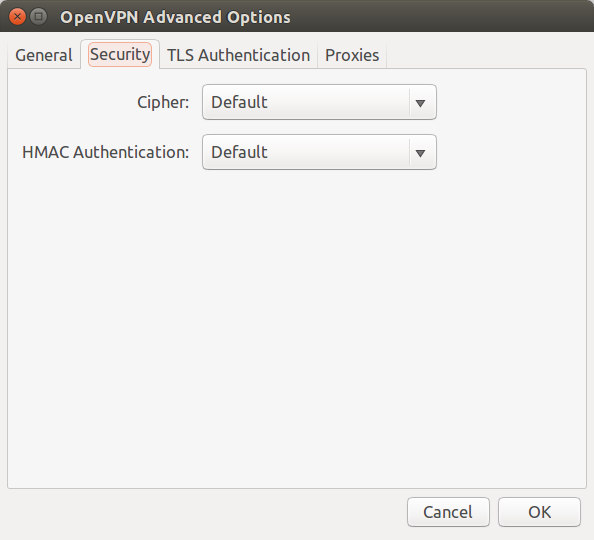 OpenVPN Advanced Options
General Security TLS Authentication Proxies
Cipher: Default
HMAC Authentication: Default
Cancel OK